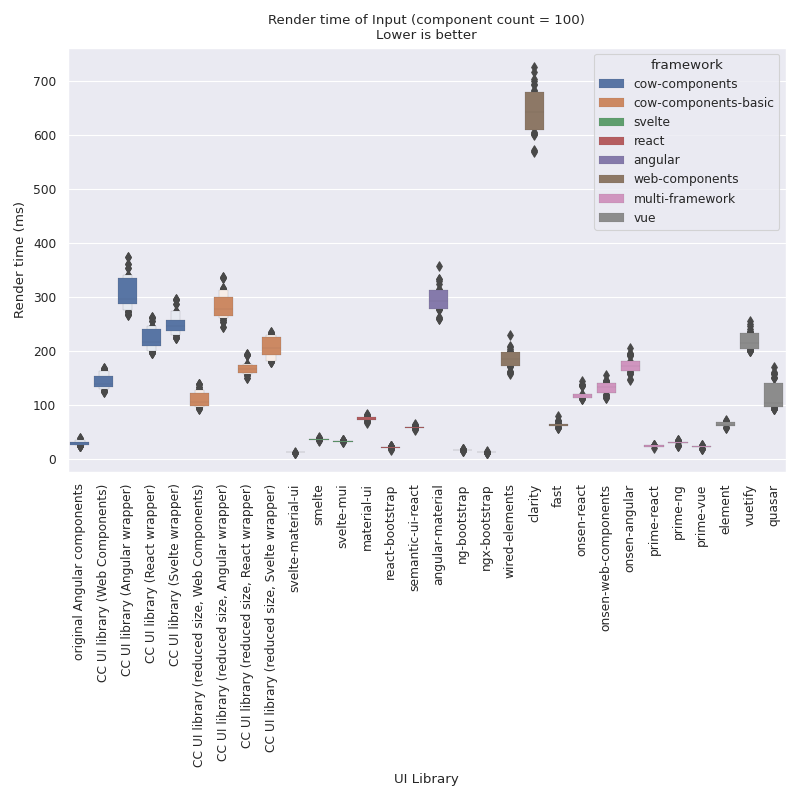 Render time of Input (component count = 100)
Lower is better
framework
cow-components
cow-components-basic
svelte
react
angular
web-components
multi-framework
vue
Render time (ms)
700
600
500
400
300
200
100
0
original Angular components
CC UI library (Web Components)
CC UI library (Angular wrapper)
CC UI library (React wrapper)
CC UI library (Svelte wrapper)
CC UI library (reduced size, Web Components)
CC UI library (reduced size, Angular wrapper)
CC UI library (reduced size, React wrapper)
CC UI library (reduced size, Svelte wrapper)
svelte-material-ui
smelte
svelte-mui
material-ui
react-bootstrap
semantic-ui-react
angular-material
ng-bootstrap
ngx-bootstrap
wired-elements
clarity
fast
onsen-react
onsen-web-components
onsen-angular
prime-react
prime-ng
prime-vue
element
vuetify
quasar
UI Library